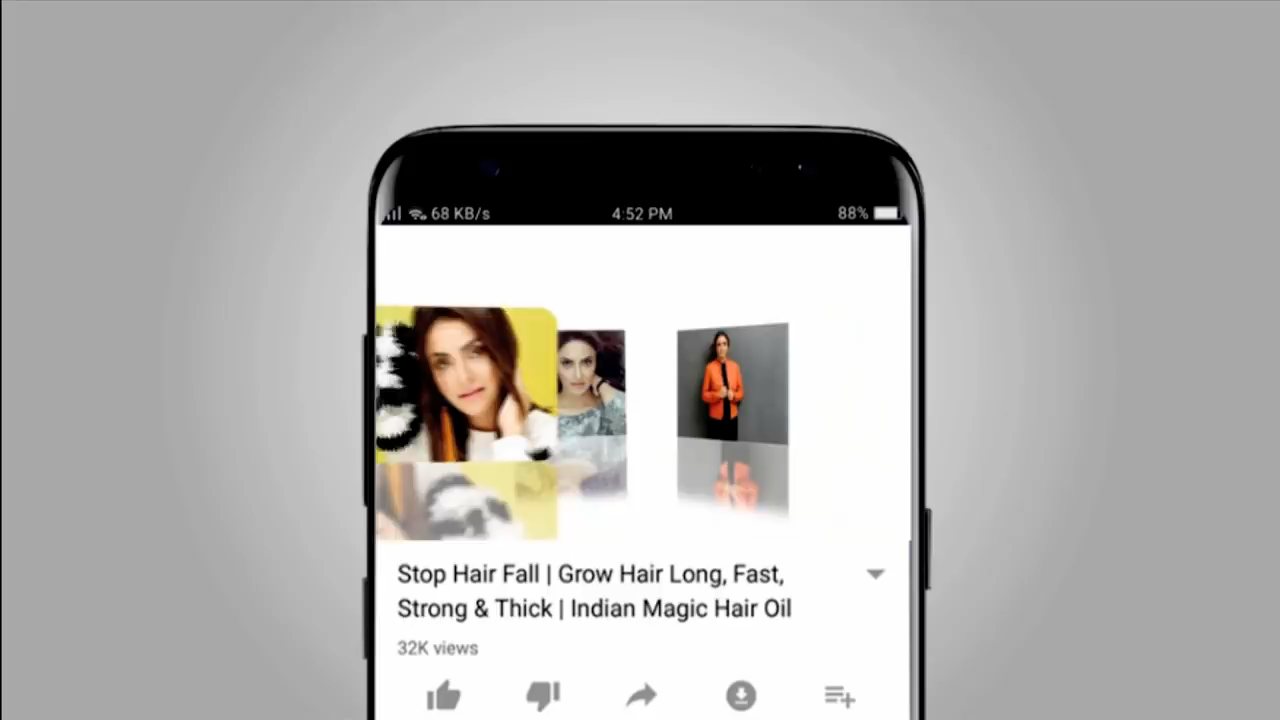 68 KB/s 4:52 PM 88%
Stop Hair Fall | Grow Hair Long, Fast,
Strong & Thick | Indian Magic Hair Oil
32K views